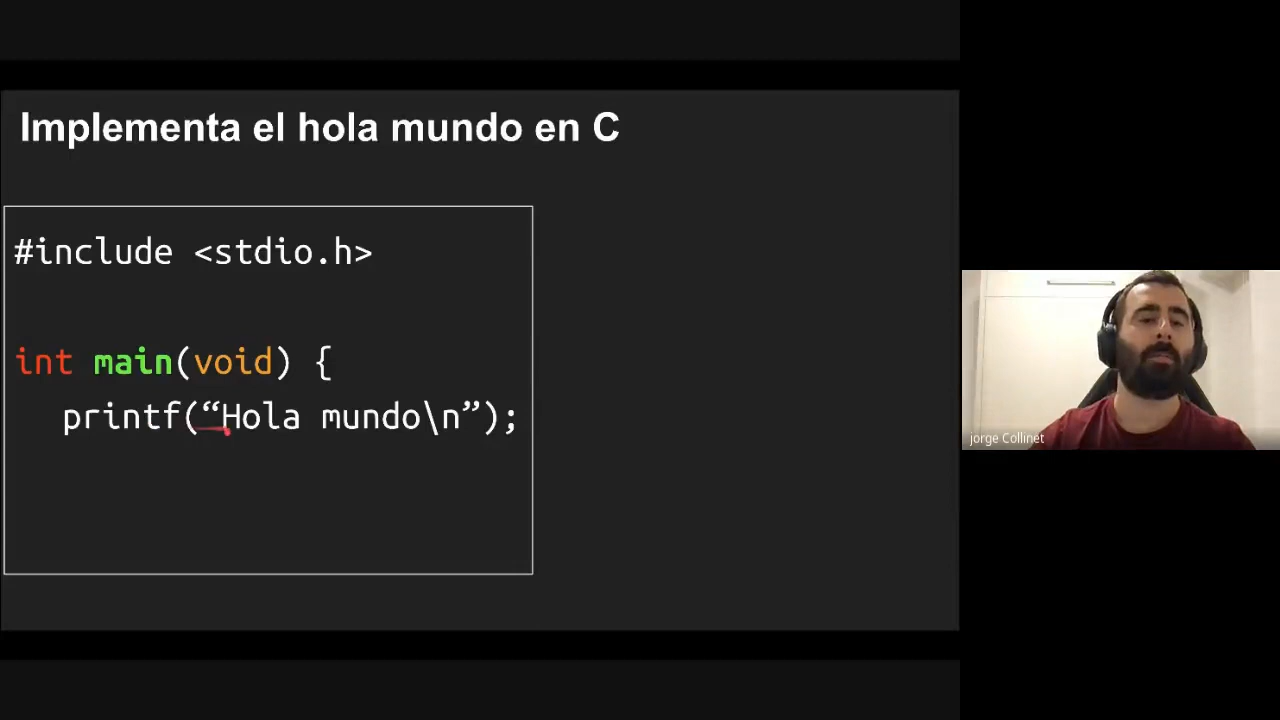 Implementa el hola mundo en C
#include <stdio.h>
int main(void) {
printf(“Hola mundo\n”);
jorge Collinet